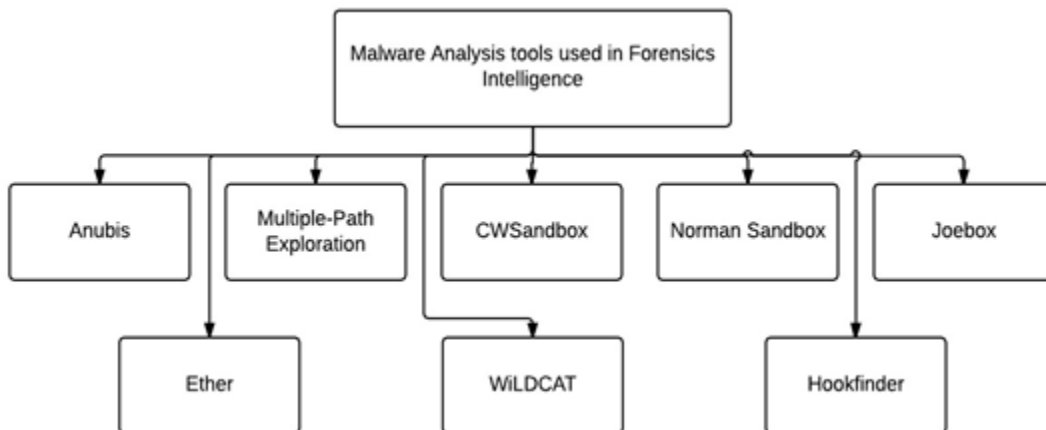 Malware Analysis tools used in Forensics
Intelligence
Anubis
Multiple-Path
Exploration
CWSandbox
Norman Sandbox
Joebox
Ether
WiLDCAT
Hookfinder